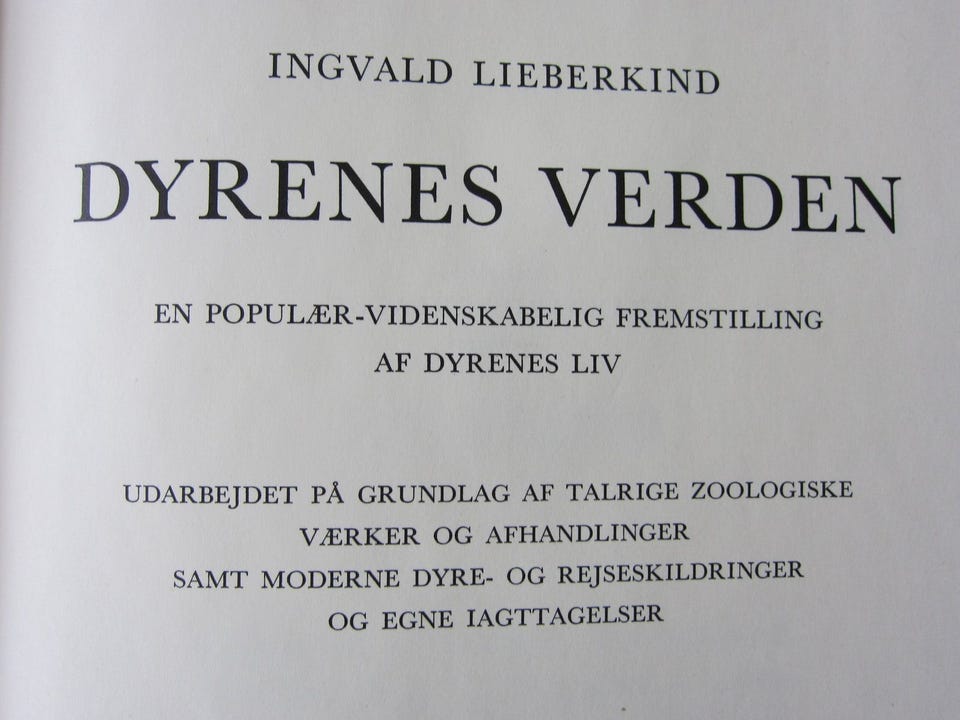 INGVALD LIEBERKIND
DYRENES VERDEN
EN POPULÆR-VIDENSKABELIG FREMSTILLING
AF DYRENES LIV
UDARBEJDET PÅ GRUNDLAG AF TALRIGE ZOOLOGISKE
VÆRKER OG AFHANDLINGER
SAMT MODERNE DYRE- OG REJSESKILDRINGER
OG EGNE IAGTTAGELSER